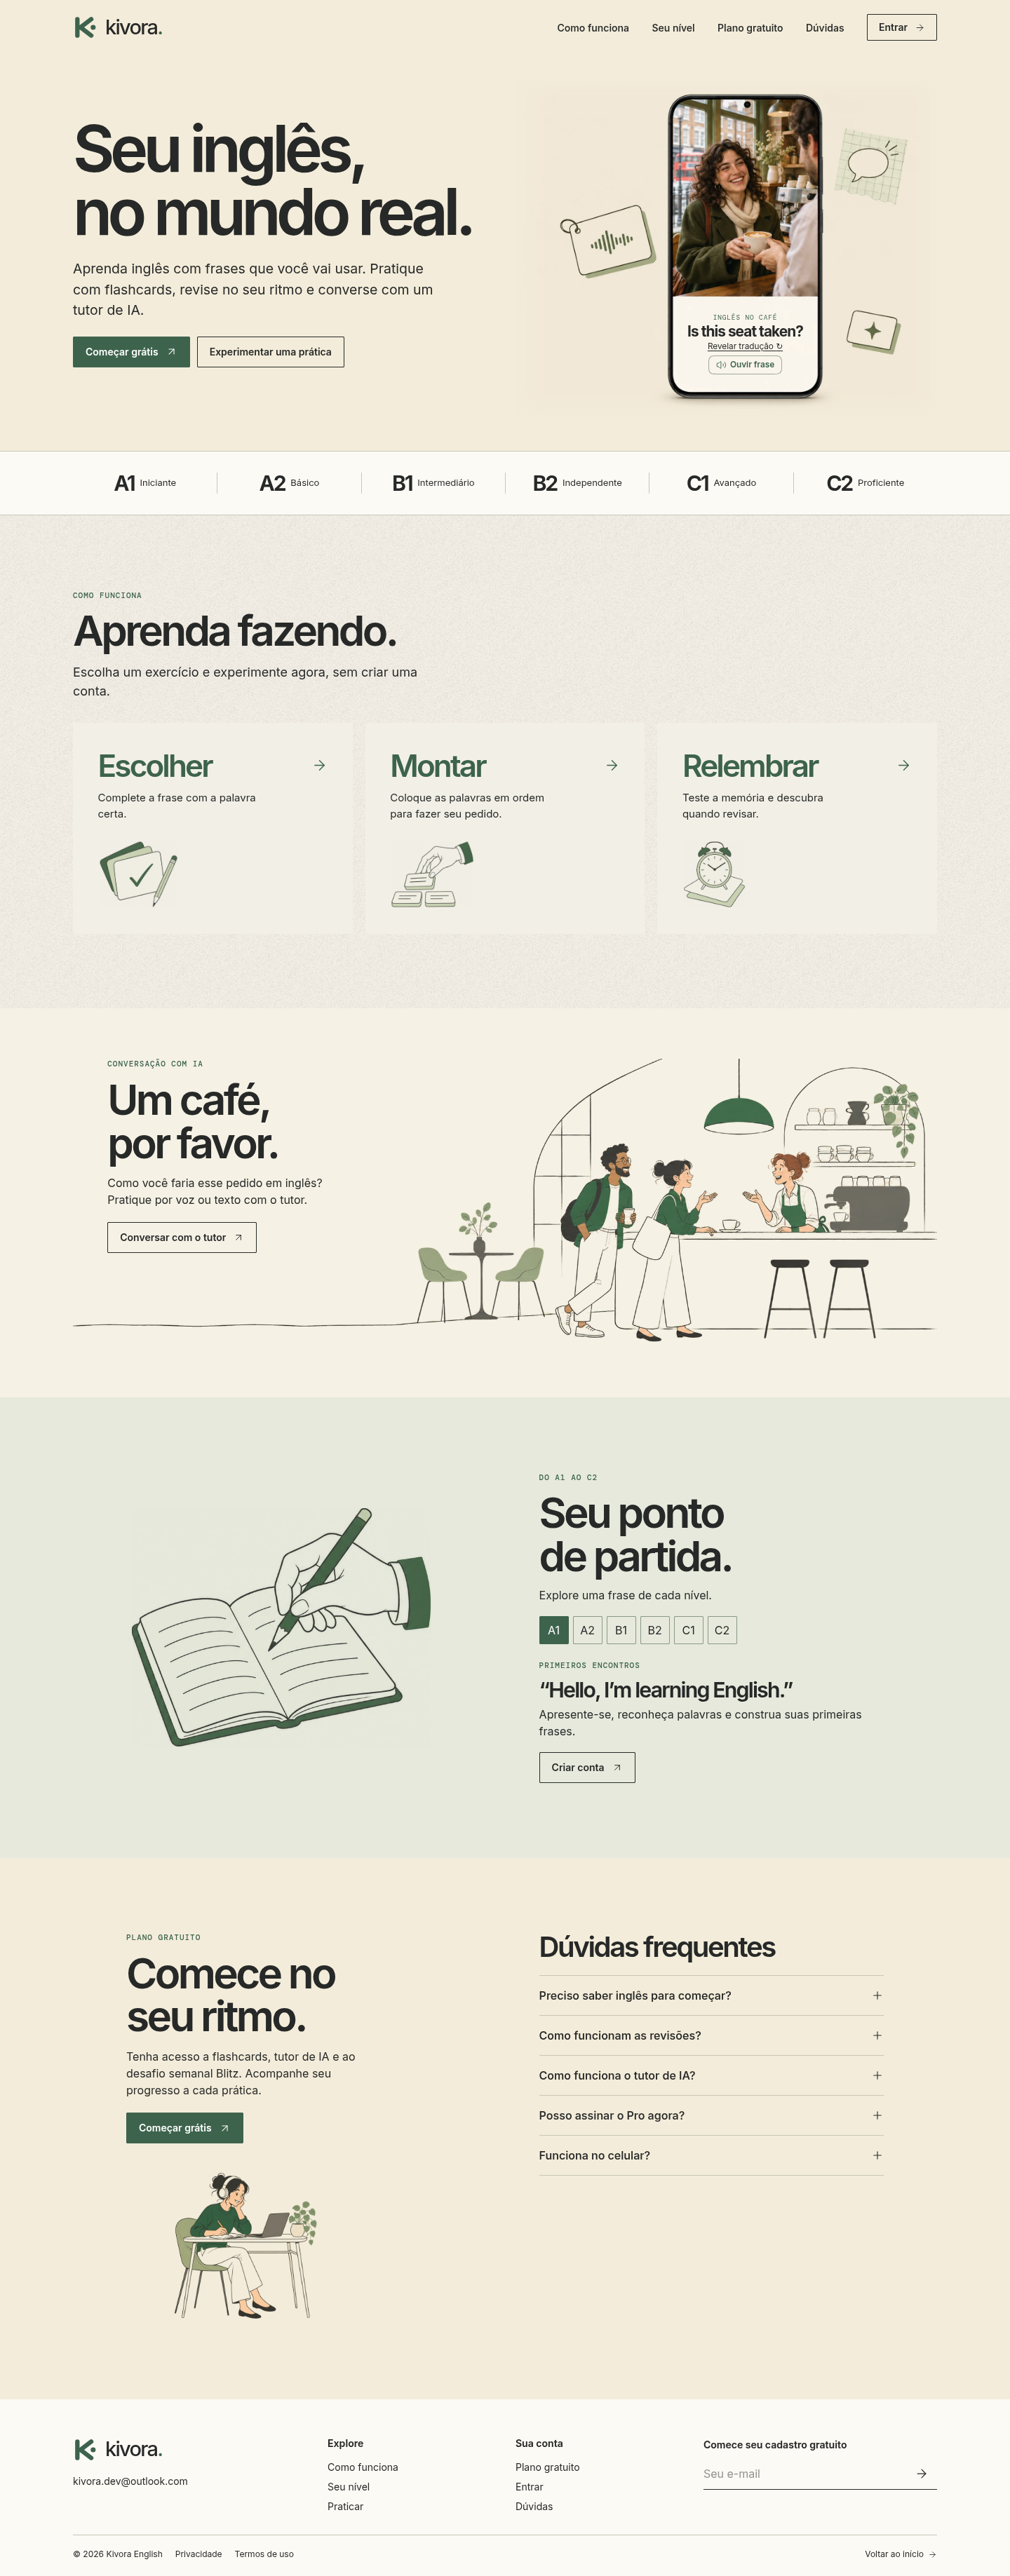 kivora.
Como funciona
Seu nível
Plano gratuito
Dúvidas
Entrar →
Seu inglês,
no mundo real.
Aprenda inglês com frases que você vai usar. Pratique
com flashcards, revise no seu ritmo e converse com um
tutor de IA.
Começar grátis ↗
Experimentar uma prática
INGLÊS NO CAFÉ
Is this seat taken?
Revelar tradução ↻
Ouvir frase
A1 Iniciante
A2 Básico
B1 Intermediário
B2 Independente
C1 Avançado
C2 Proficiente
COMO FUNCIONA
Aprenda fazendo.
Escolha um exercício e experimente agora, sem criar uma
conta.
Escolher →
Complete a frase com a palavra
certa.
Montar →
Coloque as palavras em ordem
para fazer seu pedido.
Relembrar →
Teste a memória e descubra
quando revisar.
CONVERSAÇÃO COM IA
Um café,
por favor.
Como você faria esse pedido em inglês?
Pratique por voz ou texto com o tutor.
Conversar com o tutor ↗
DO A1 AO C2
Seu ponto
de partida.
Explore uma frase de cada nível.
A1 A2 B1 B2 C1 C2
PRIMEIROS ENCONTROS
“Hello, I’m learning English.”
Apresente-se, reconheça palavras e construa suas primeiras
frases.
Criar conta ↗
PLANO GRATUITO
Comece no
seu ritmo.
Tenha acesso a flashcards, tutor de IA e ao
desafio semanal Blitz. Acompanhe seu
progresso a cada prática.
Começar grátis ↗
Dúvidas frequentes
Preciso saber inglês para começar? +
Como funcionam as revisões? +
Como funciona o tutor de IA? +
Posso assinar o Pro agora? +
Funciona no celular? +
kivora.
kivora.dev@outlook.com
Explore
Como funciona
Seu nível
Praticar
Sua conta
Plano gratuito
Entrar
Dúvidas
Comece seu cadastro gratuito
Seu e-mail →
© 2026 Kivora English
Privacidade
Termos de uso
Voltar ao início →